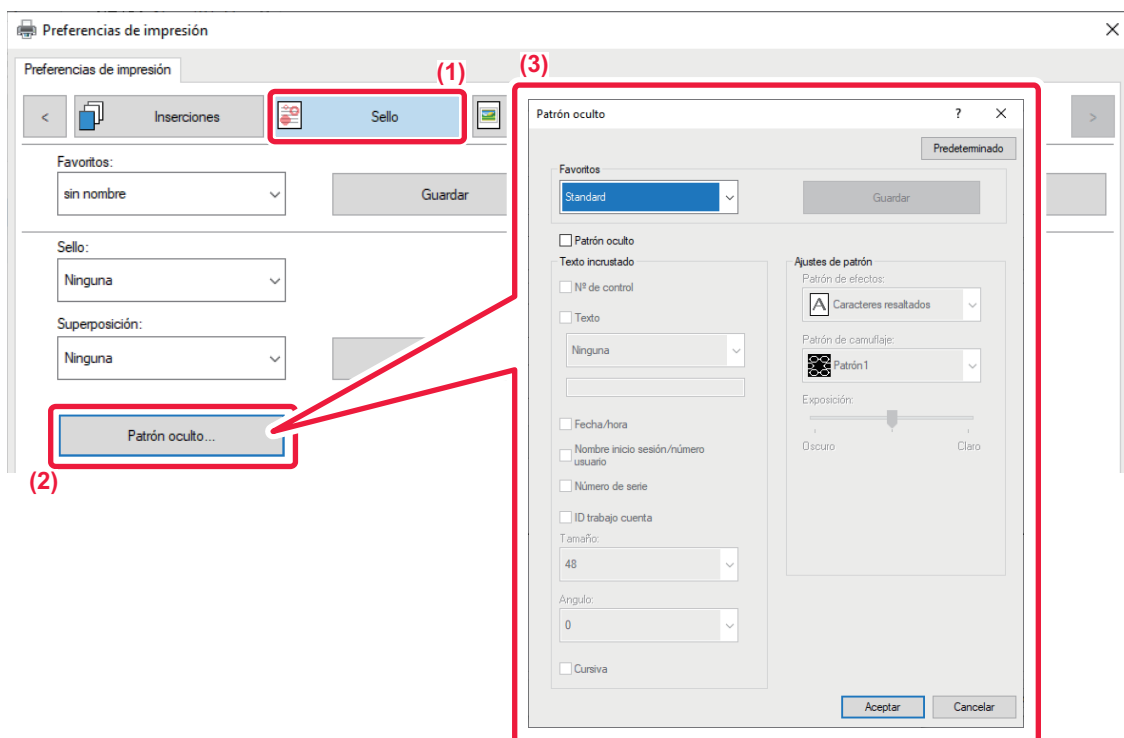 Preferencias de impresión
Preferencias de impresión
(1)
(3)
<
Inserciones
Sello
>
Favoritos:
sin nombre
Guardar
Sello:
Ninguna
Superposición:
Ninguna
Patrón oculto...
(2)
Patrón oculto
?
Predeterminado
Favoritos
Standard
Guardar
Patrón oculto
Texto incrustado
Nº de control
Texto
Ninguna
Fecha/hora
Nombre inicio sesión/número
usuario
Número de serie
ID trabajo cuenta
Tamaño:
48
Angulo:
0
Cursiva
Ajustes de patrón
Patrón de efectos:
A
Caracteres resaltados
Patrón de camuflaje:
Patrón1
Exposición:
Oscuro
Claro
Aceptar
Cancelar